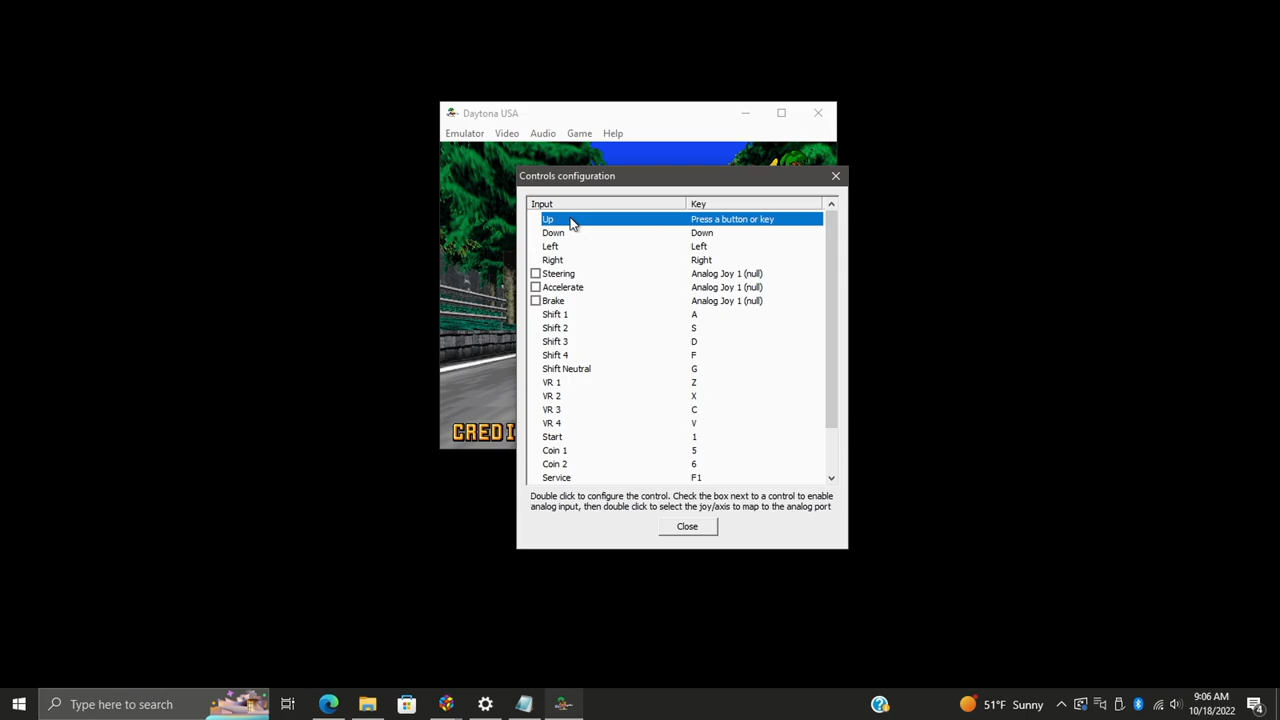 Daytona USA
Emulator Video Audio Game Help
Controls configuration
Input Key
Up Press a button or key
Down Down
Left Left
Right Right
Steering Analog Joy 1 (null)
Accelerate Analog Joy 1 (null)
Brake Analog Joy 1 (null)
Shift 1 A
Shift 2 S
Shift 3 D
Shift 4 F
Shift Neutral G
VR 1 Z
VR 2 X
VR 3 C
VR 4 V
Start 1
CREDI
Coin 1 5
Coin 2 6
Service F1
Double click to configure the control. Check the box next to a control to enable
analog input, then double click to select the joy/axis to map to the analog port
Close
Type here to search
51°F Sunny
9:06 AM
10/18/2022
4